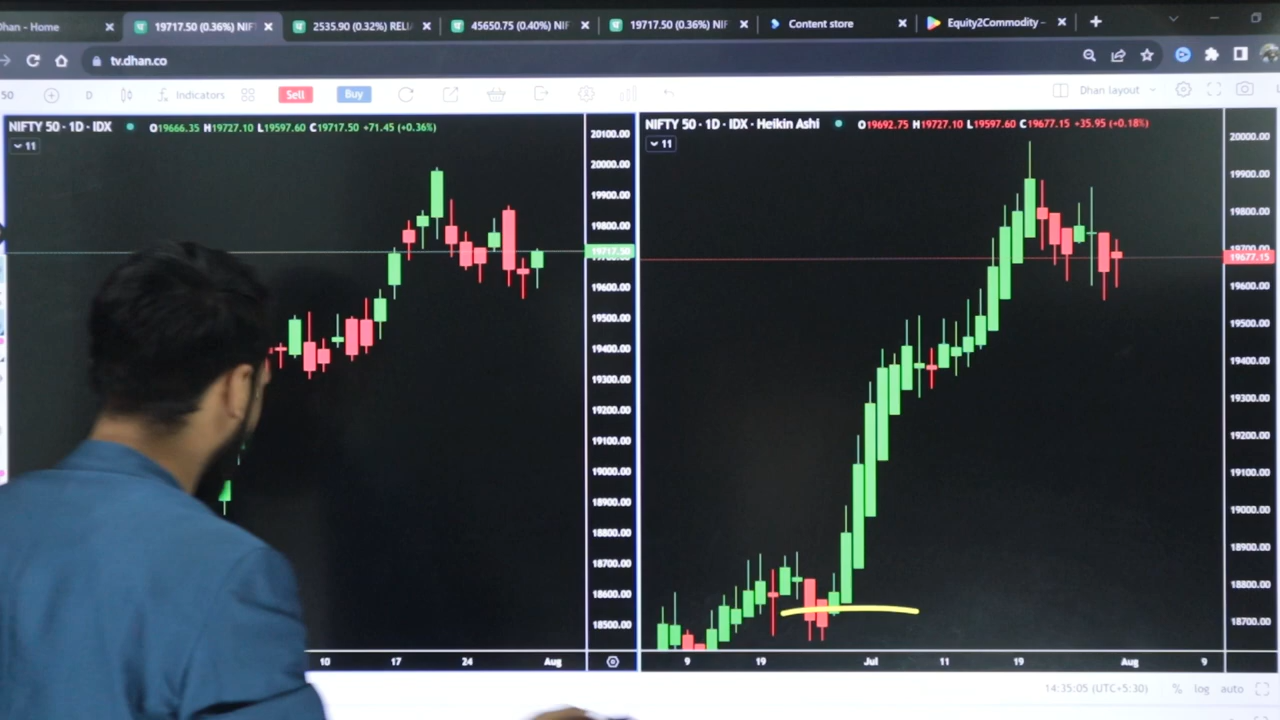 Dhan - Home
19717.50 (0.36%) NIF
2535.90 (0.32%) RELI
45650.75 (0.40%) NIF
19717.50 (0.36%) NIF
Content store
Equity2Commodity –
tv.dhan.co
50
D
Indicators
Sell
Buy
Dhan layout
NIFTY 50 · 1D · IDX O19666.35 H19727.10 L19597.60 C19717.50 +71.45 (+0.36%)
11
20100.00
20000.00
19900.00
19800.00
19717.50
19600.00
19500.00
19400.00
19300.00
19200.00
19100.00
19000.00
18900.00
18800.00
18700.00
18600.00
18500.00
10 17 24 Aug
NIFTY 50 · 1D · IDX · Heikin Ashi O19692.75 H19727.10 L19597.60 C19677.15 +35.95 (+0.18%)
11
20000.00
19900.00
19800.00
19700.00
19677.15
19600.00
19500.00
19400.00
19300.00
19200.00
19100.00
19000.00
18900.00
18800.00
18700.00
9 19 Jul 11 19 Aug 9
14:35:05 (UTC+5:30) % log auto